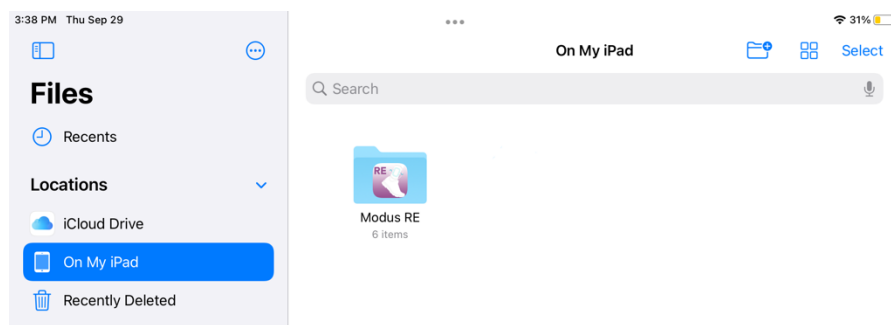 3:38 PM Thu Sep 29
31%
Files
Recents
Locations
iCloud Drive
On My iPad
Recently Deleted
On My iPad
Select
Search
RE
Modus RE
6 items